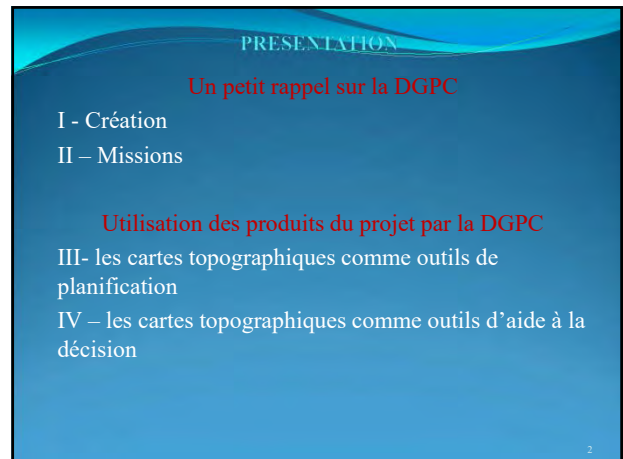 PRESENTATION
Un petit rappel sur la DGPC
I - Création
II – Missions
Utilisation des produits du projet par la DGPC
III- les cartes topographiques comme outils de
planification
IV – les cartes topographiques comme outils d’aide à la
décision
2